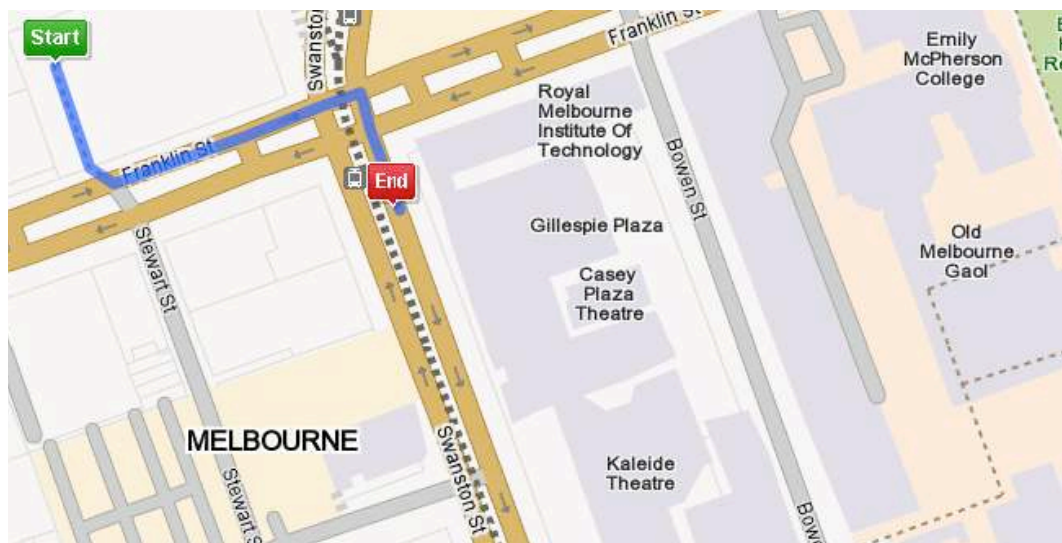 Start
Swanston
Franklin St
Emily
McPherson
College
Royal
Melbourne
Institute Of
Technology
Franklin St
End
Bowen St
Gillespie Plaza
Old
Melbourne
Gaol
Stewart St
Casey
Plaza
Theatre
MELBOURNE
Swanston St
Kaleide
Theatre
Stewart S
Bowe